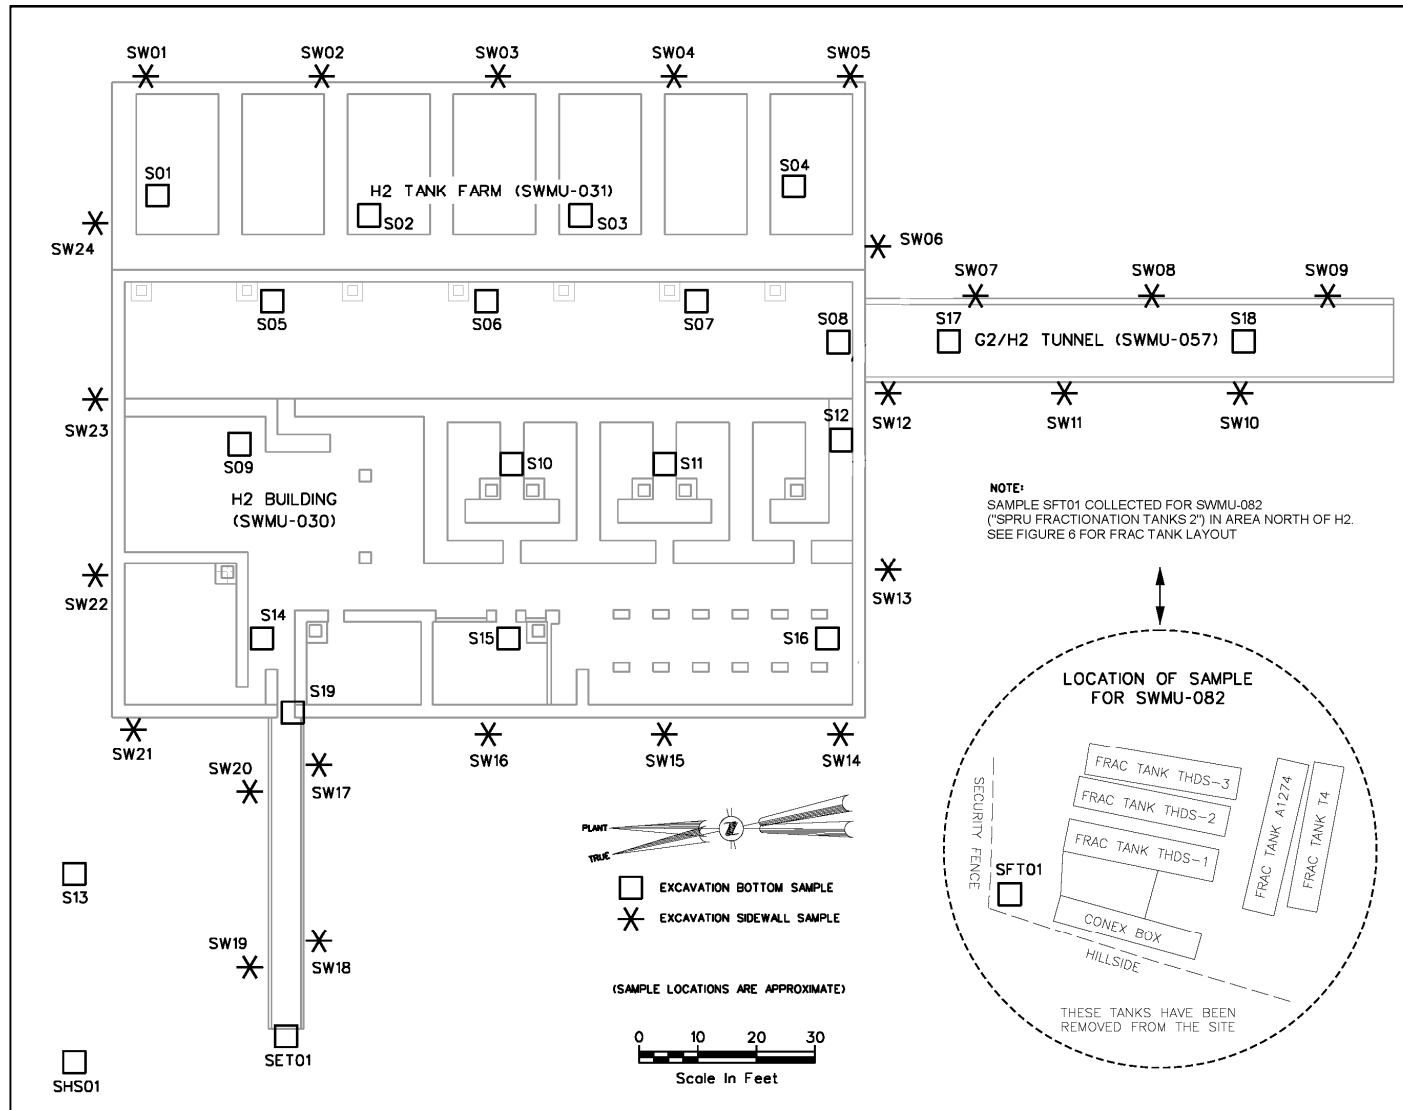 SW01
SW02
SW03
SW04
SW05
S01
S04
H2 TANK FARM (SWMU-031)
S02
S03
SW24
SW06
SW07
SW08
SW09
S05
S06
S07
S08
S17
S18
G2/H2 TUNNEL (SWMU-057)
SW23
SW12
SW11
SW10
S12
S09
S10
S11
H2 BUILDING
(SWMU-030)
NOTE:
SAMPLE SFT01 COLLECTED FOR SWMU-082
("SPRU FRACTIONATION TANKS 2") IN AREA NORTH OF H2.
SEE FIGURE 6 FOR FRAC TANK LAYOUT
SW22
SW13
S14
S15
S16
S19
SW21
SW16
SW15
SW14
SW20
SW17
LOCATION OF SAMPLE
FOR SWMU-082
FRAC TANK THDS-3
FRAC TANK THDS-2
FRAC TANK THDS-1
FRAC TANK A1274
FRAC TANK T4
SECURITY FENCE
SFT01
CONEX BOX
HILLSIDE
THESE TANKS HAVE BEEN
REMOVED FROM THE SITE
PLANT
TRUE
S13
EXCAVATION BOTTOM SAMPLE
EXCAVATION SIDEWALL SAMPLE
SW19
SW18
(SAMPLE LOCATIONS ARE APPROXIMATE)
SET01
SHS01
0 10 20 30
Scale In Feet